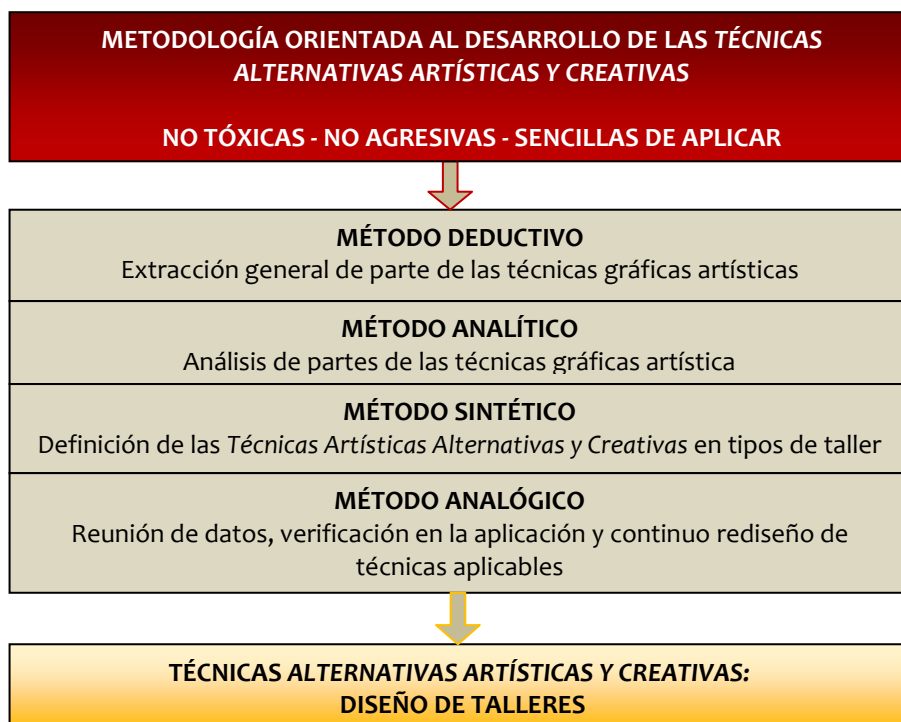 METODOLOGÍA ORIENTADA AL DESARROLLO DE LAS TÉCNICAS
ALTERNATIVAS ARTÍSTICAS Y CREATIVAS
NO TÓXICAS - NO AGRESIVAS - SENCILLAS DE APLICAR
MÉTODO DEDUCTIVO
Extracción general de parte de las técnicas gráficas artísticas
MÉTODO ANALÍTICO
Análisis de partes de las técnicas gráficas artística
MÉTODO SINTÉTICO
Definición de las Técnicas Artísticas Alternativas y Creativas en tipos de taller
MÉTODO ANALÓGICO
Reunión de datos, verificación en la aplicación y continuo rediseño de
técnicas aplicables
TÉCNICAS ALTERNATIVAS ARTÍSTICAS Y CREATIVAS:
DISEÑO DE TALLERES